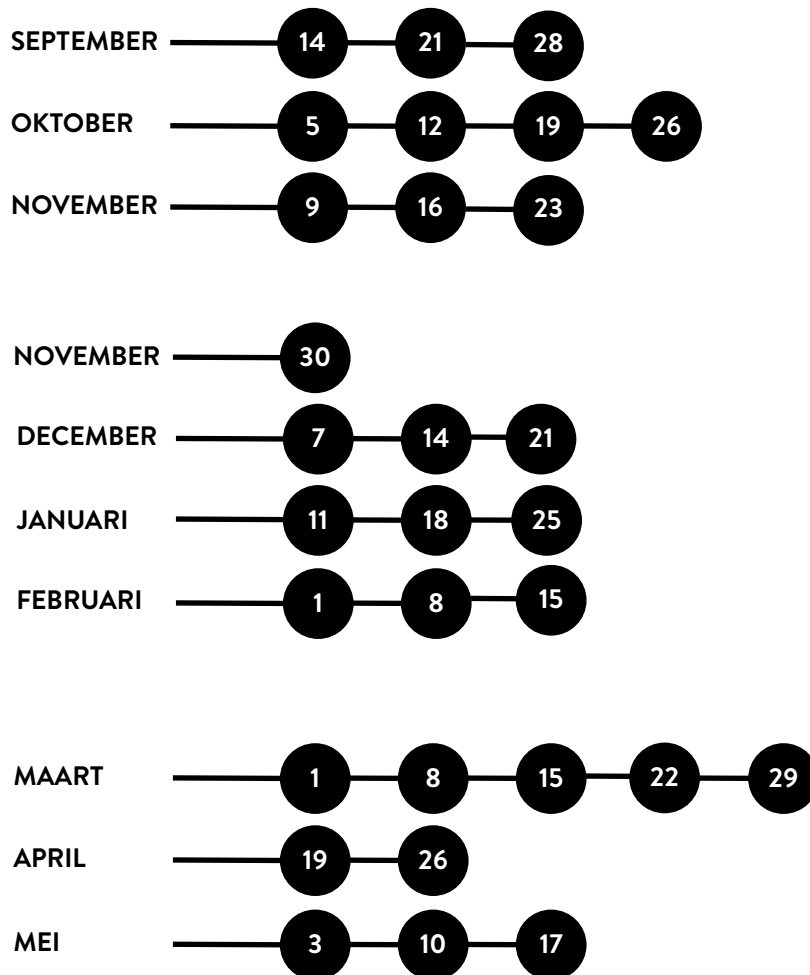 SEPTEMBER 14 21 28
OKTOBER 5 12 19 26
NOVEMBER 9 16 23
NOVEMBER 30
DECEMBER 7 14 21
JANUARI 11 18 25
FEBRUARI 1 8 15
MAART 1 8 15 22 29
APRIL 19 26
MEI 3 10 17